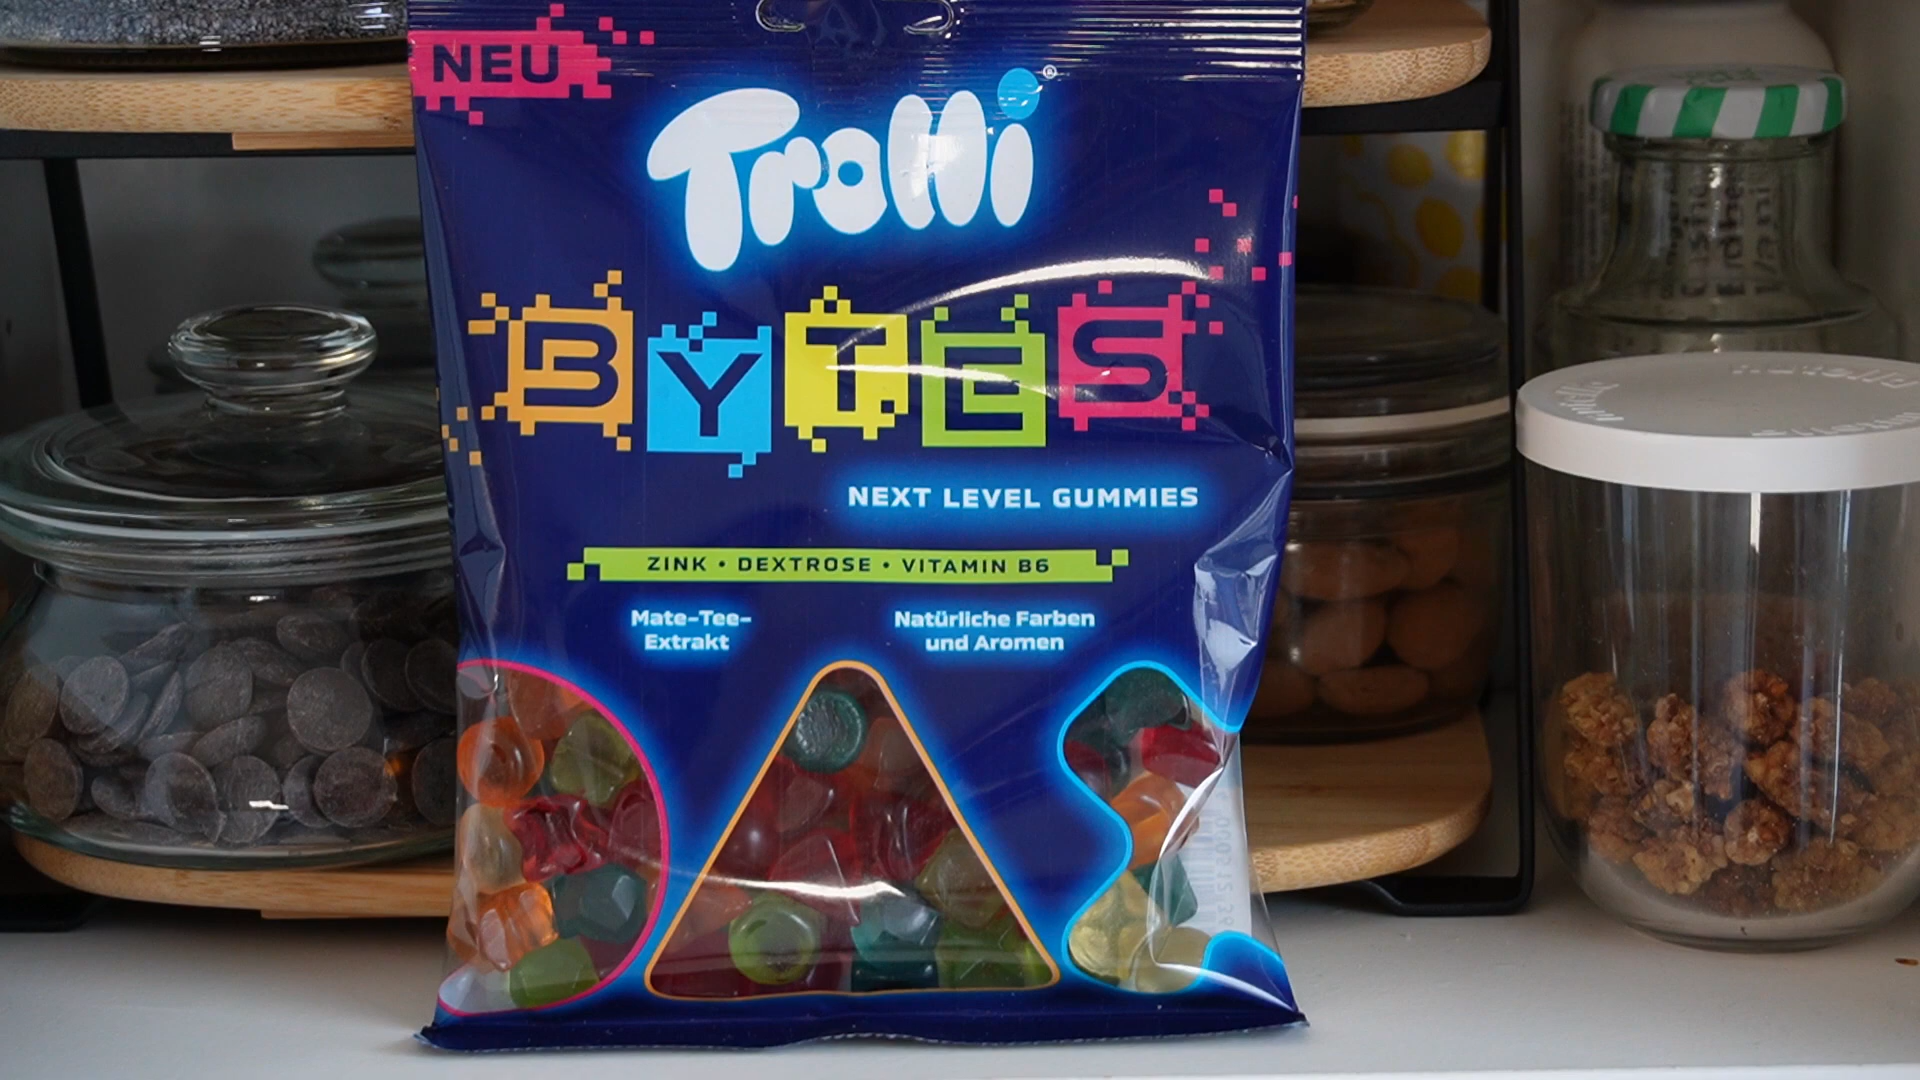 NEU
Trolli®
BYTES
NEXT LEVEL GUMMIES
ZINK • DEXTROSE • VITAMIN B6
Mate-Tee-
Extrakt
Natürliche Farben
und Aromen